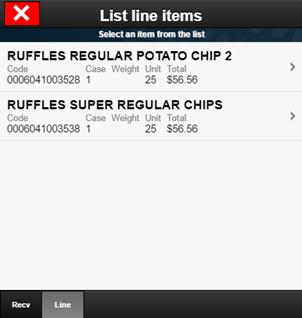 List line items
Select an item from the list
RUFFLES REGULAR POTATO CHIP 2
Code Case Weight Unit Total
0006041003528 1 25 $56.56
RUFFLES SUPER REGULAR CHIPS
Code Case Weight Unit Total
0006041003538 1 25 $56.56
Recv Line